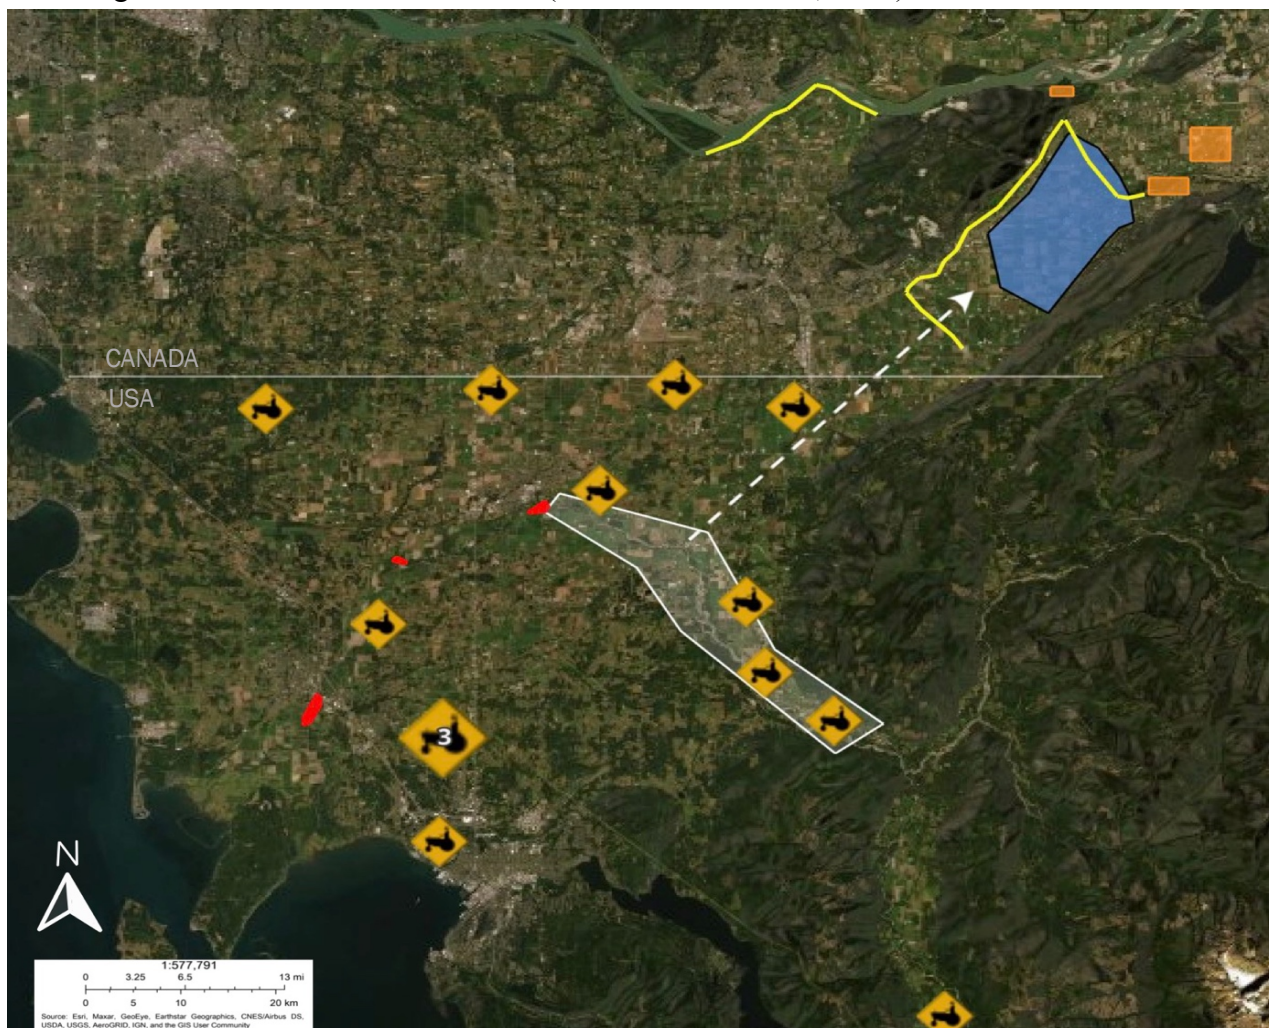 CANADA
USA
3
N
1:577,791
0 3.25 6.5 13 mi
0 5 10 20 km
Source: Esri, Maxar, GeoEye, Earthstar Geographics, CNES/Airbus DS,
USDA, USGS, AeroGRID, IGN, and the GIS User Community